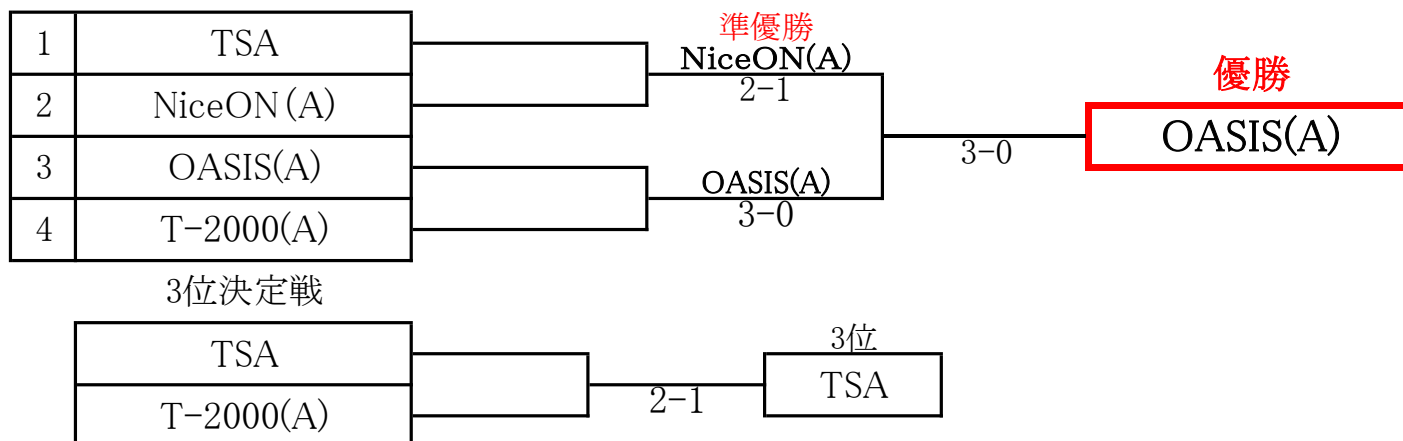 1 TSA
2 NiceON(A)
3 OASIS(A)
4 T-2000(A)
準優勝
NiceON(A)
2-1
OASIS(A)
3-0
3-0
優勝
OASIS(A)
3位決定戦
TSA
T-2000(A)
2-1
3位
TSA